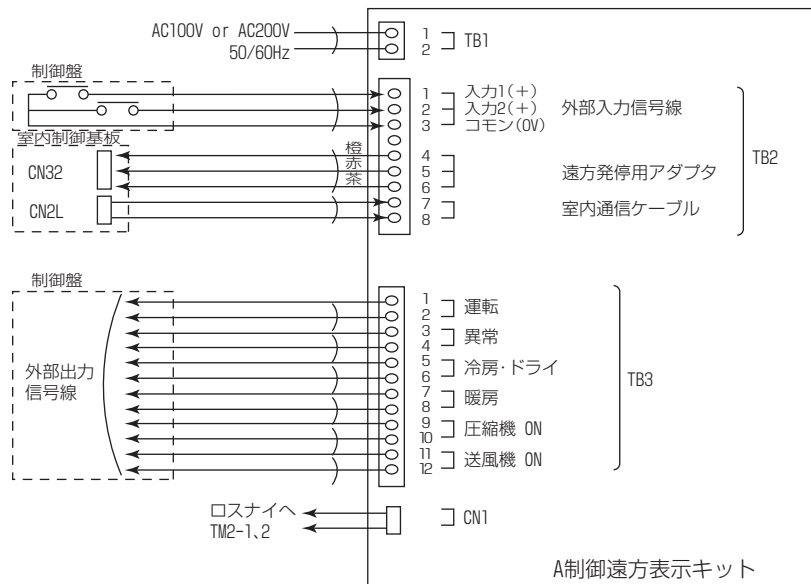 AC100V or AC200V
50/60Hz
1
2
TB1
制御盤
1
2
3
入力1(+)
入力2(+)
コモン(0V)
外部入力信号線
室内制御基板
CN32
橙
赤
茶
4
5
6
遠方発停用アダプタ
CN2L
7
8
室内通信ケーブル
TB2
制御盤
外部出力
信号線
1
2
運転
3
4
異常
5
6
冷房・ドライ
7
8
暖房
9
10
圧縮機 ON
11
12
送風機 ON
TB3
ロスナイへ
TM2-1、2
CN1
A制御遠方表示キット